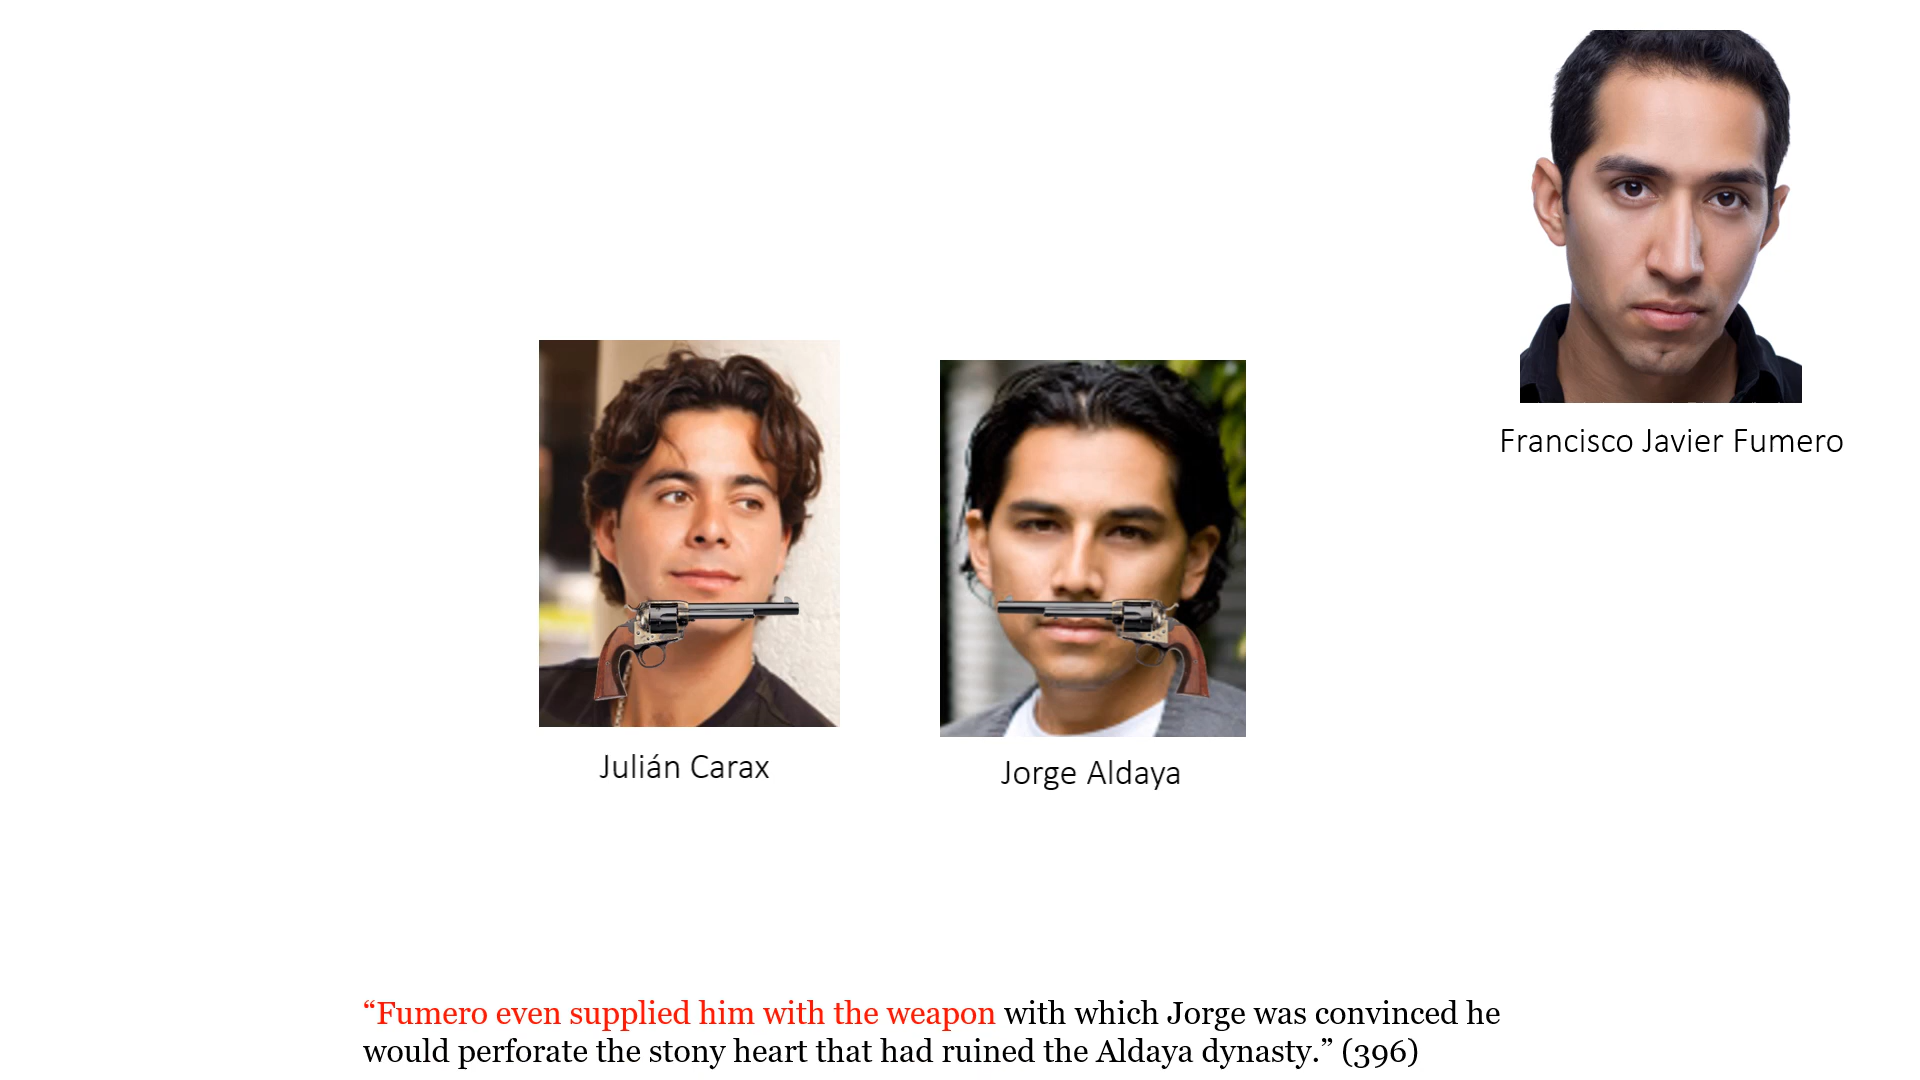 Francisco Javier Fumero
Julián Carax
Jorge Aldaya
“Fumero even supplied him with the weapon with which Jorge was convinced he
would perforate the stony heart that had ruined the Aldaya dynasty.” (396)